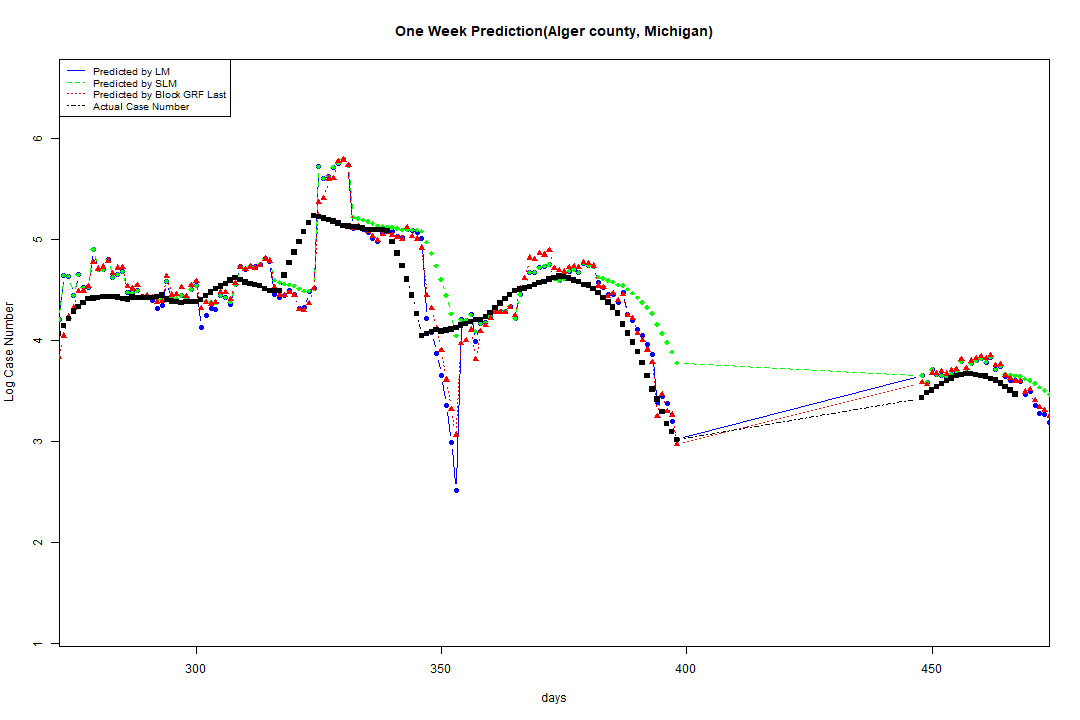 One Week Prediction(Alger county, Michigan)
Predicted by LM
Predicted by SLM
Predicted by Block GRF Last
Actual Case Number
Log Case Number
6
5
4
3
2
1
300
350
400
450
days